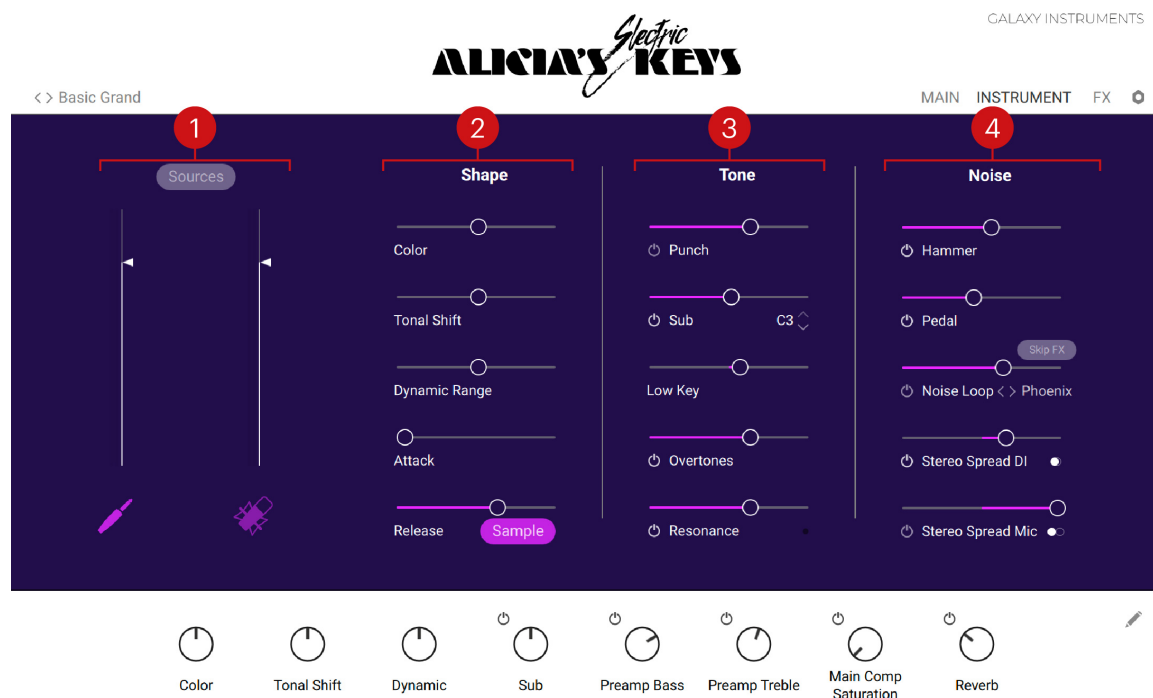 GALAXY INSTRUMENTS
Electric
ALICIA'S KEYS
< > Basic Grand
MAIN INSTRUMENT FX
1
2
3
4
Sources
Shape
Tone
Noise
Color
Punch
Hammer
Tonal Shift
Sub C3
Pedal
Skip FX
Dynamic Range
Low Key
Noise Loop < > Phoenix
Attack
Overtones
Stereo Spread DI
Release Sample
Resonance
Stereo Spread Mic
Color
Tonal Shift
Dynamic
Sub
Preamp Bass
Preamp Treble
Main Comp
Saturation
Reverb